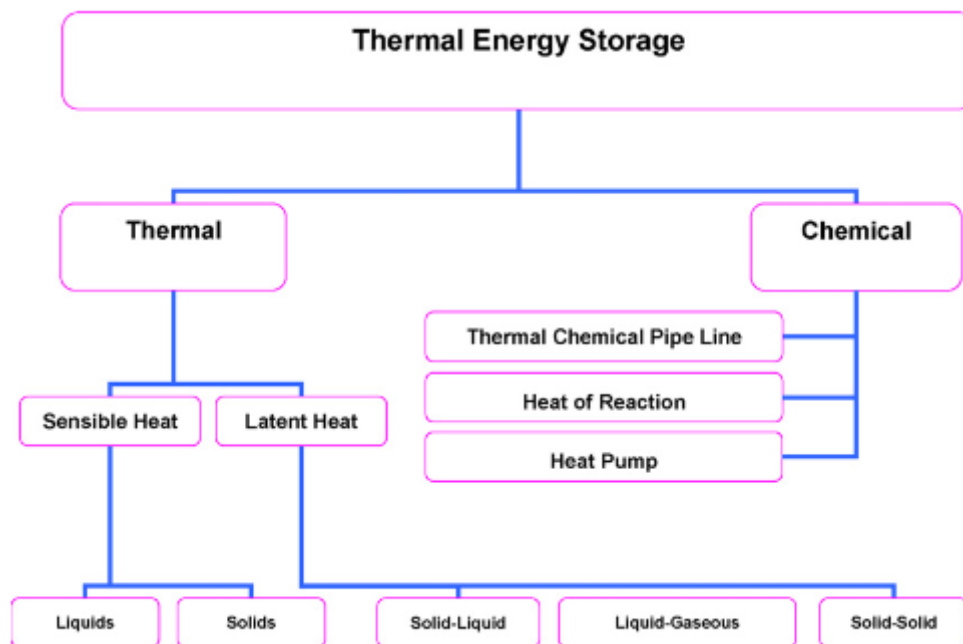 Thermal Energy Storage
Thermal
Chemical
Thermal Chemical Pipe Line
Heat of Reaction
Heat Pump
Sensible Heat
Latent Heat
Liquids
Solids
Solid-Liquid
Liquid-Gaseous
Solid-Solid